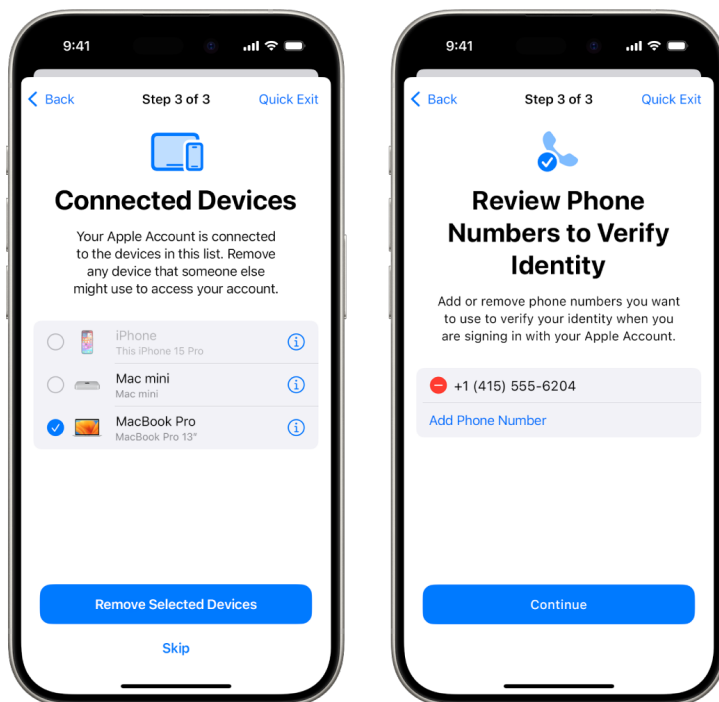 9:41
Back
Step 3 of 3
Quick Exit
Connected Devices
Your Apple Account is connected
to the devices in this list. Remove
any device that someone else
might use to access your account.
iPhone
This iPhone 15 Pro
Mac mini
Mac mini
MacBook Pro
MacBook Pro 13"
Remove Selected Devices
Skip
9:41
Back
Step 3 of 3
Quick Exit
Review Phone
Numbers to Verify
Identity
Add or remove phone numbers you want
to use to verify your identity when you
are signing in with your Apple Account.
+1 (415) 555-6204
Add Phone Number
Continue